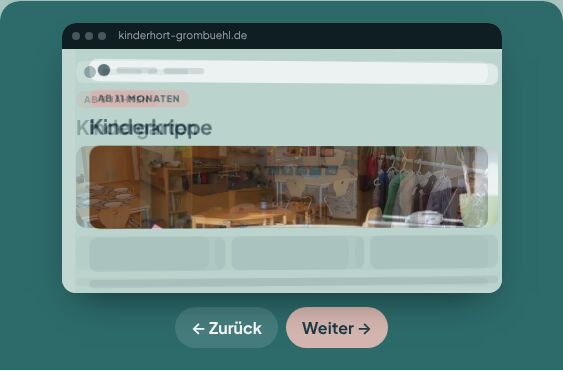 kinderhort-grombuehl.de
AB 11 MONATEN
Kinderkrippe
← Zurück
Weiter →